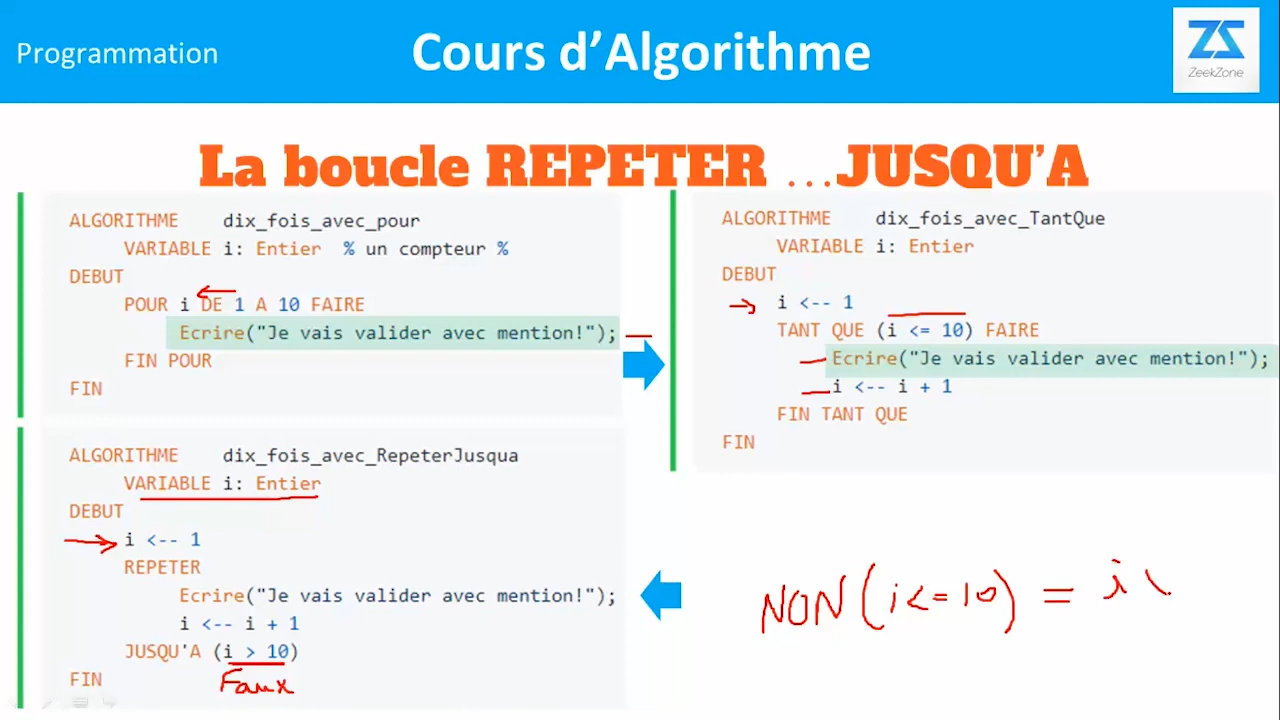 Programmation
Cours d’Algorithme
ZS
ZeekZone
La boucle REPETER ...JUSQU’A
ALGORITHME dix_fois_avec_pour
VARIABLE i: Entier % un compteur %
DEBUT
POUR i DE 1 A 10 FAIRE
Ecrire("Je vais valider avec mention!");
FIN POUR
FIN
ALGORITHME dix_fois_avec_TantQue
VARIABLE i: Entier
DEBUT
i <-- 1
TANT QUE (i <= 10) FAIRE
Ecrire("Je vais valider avec mention!");
i <-- i + 1
FIN TANT QUE
FIN
ALGORITHME dix_fois_avec_RepeterJusqua
VARIABLE i: Entier
DEBUT
i <-- 1
REPETER
Ecrire("Je vais valider avec mention!");
i <-- i + 1
JUSQU'A (i > 10)
Faux
FIN
NON(i<=10) = i